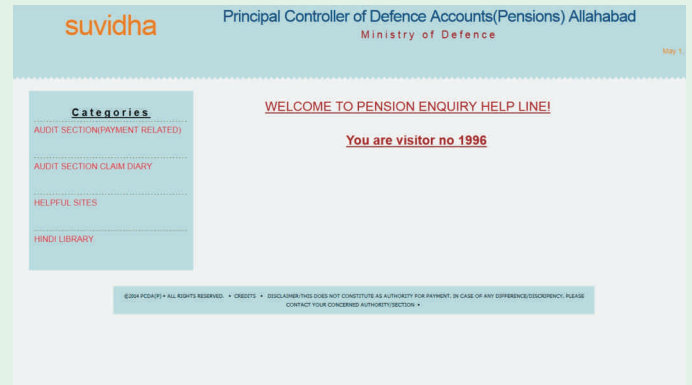 suvidha
Principal Controller of Defence Accounts(Pensions) Allahabad
Ministry of Defence
May 1,
Categories
AUDIT SECTION(PAYMENT RELATED)
AUDIT SECTION CLAIM DIARY
HELPFUL SITES
HINDI LIBRARY
WELCOME TO PENSION ENQUIRY HELP LINE!
You are visitor no 1996
©2014 PCDA(P) • ALL RIGHTS RESERVED. • CREDITS • DISCLAIMER:THIS DOES NOT CONSTITUTE AS AUTHORITY FOR PAYMENT. IN CASE OF ANY DIFFERENCE/DISCRIPENCY, PLEASE
CONTACT YOUR CONCERNED AUTHORITY/SECTION •